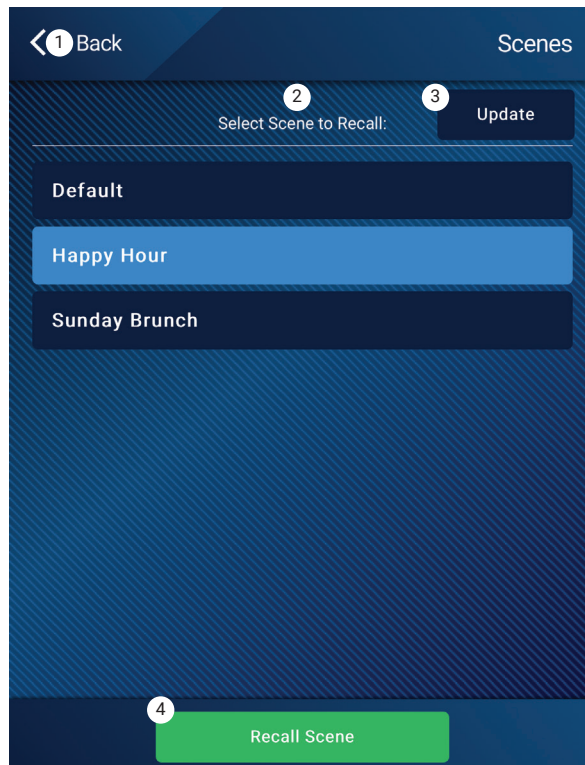 1 Back
Scenes
2
Select Scene to Recall:
3 Update
Default
Happy Hour
Sunday Brunch
4
Recall Scene